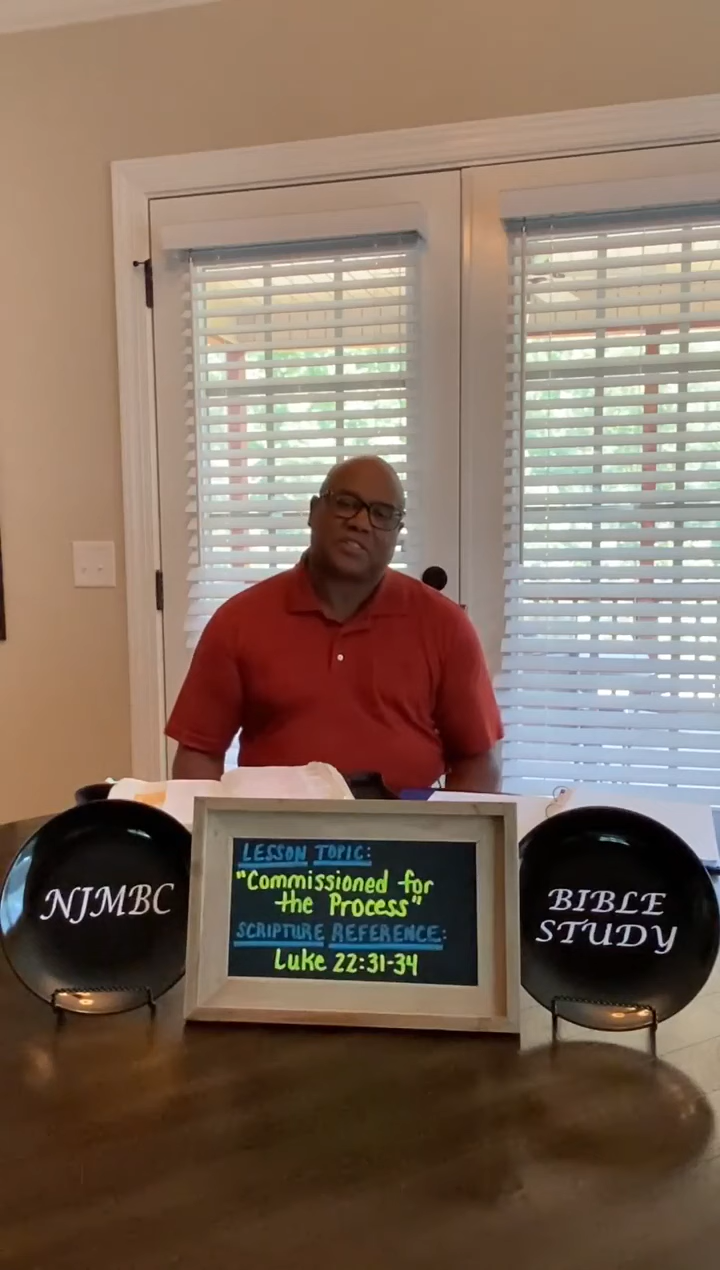 NJMBC
LESSON TOPIC:
"Commissioned for
the Process"
SCRIPTURE REFERENCE:
Luke 22:31-34
BIBLE
STUDY